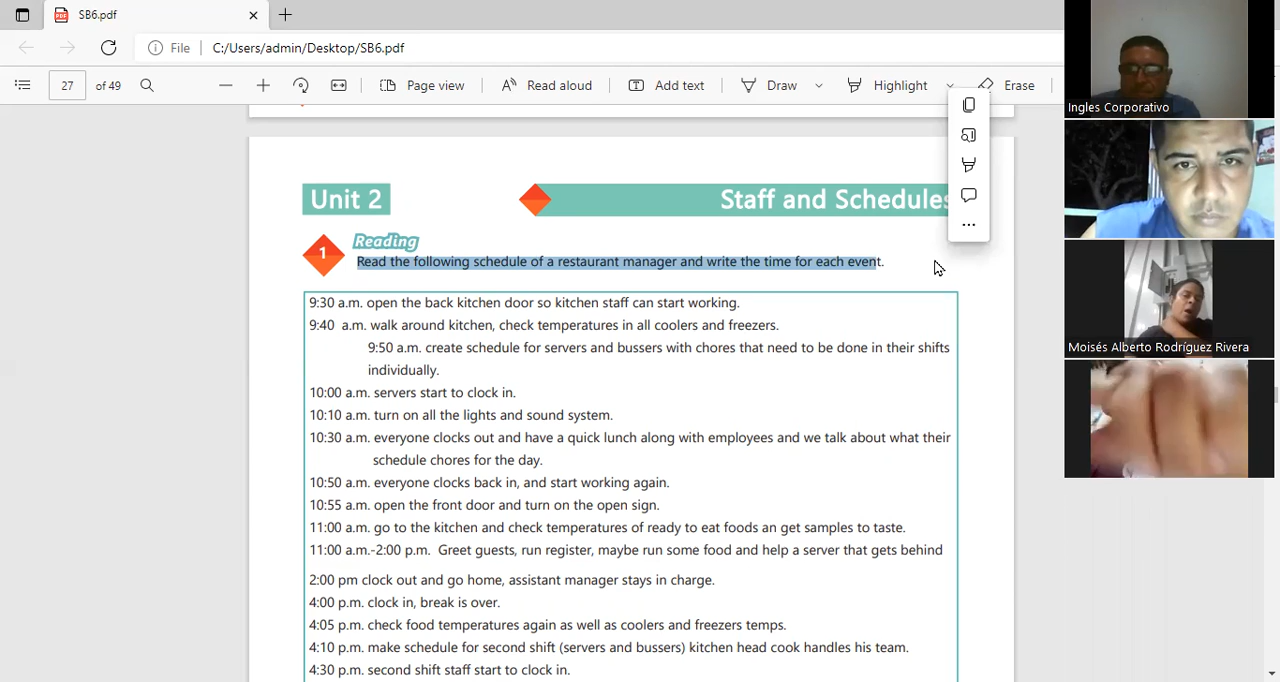 SB6.pdf
File
C:/Users/admin/Desktop/SB6.pdf
27 of 49
Page view
Read aloud
Add text
Draw
Highlight
Erase
Unit 2
Staff and Schedules
1
Reading
Read the following schedule of a restaurant manager and write the time for each event.
9:30 a.m. open the back kitchen door so kitchen staff can start working.
9:40 a.m. walk around kitchen, check temperatures in all coolers and freezers.
9:50 a.m. create schedule for servers and bussers with chores that need to be done in their shifts
individually.
10:00 a.m. servers start to clock in.
10:10 a.m. turn on all the lights and sound system.
10:30 a.m. everyone clocks out and have a quick lunch along with employees and we talk about what their
schedule chores for the day.
10:50 a.m. everyone clocks back in, and start working again.
10:55 a.m. open the front door and turn on the open sign.
11:00 a.m. go to the kitchen and check temperatures of ready to eat foods an get samples to taste.
11:00 a.m.-2:00 p.m. Greet guests, run register, maybe run some food and help a server that gets behind
2:00 pm clock out and go home, assistant manager stays in charge.
4:00 p.m. clock in, break is over.
4:05 p.m. check food temperatures again as well as coolers and freezers temps.
4:10 p.m. make schedule for second shift (servers and bussers) kitchen head cook handles his team.
4:30 p.m. second shift staff start to clock in.
Ingles Corporativo
Moisés Alberto Rodríguez Rivera